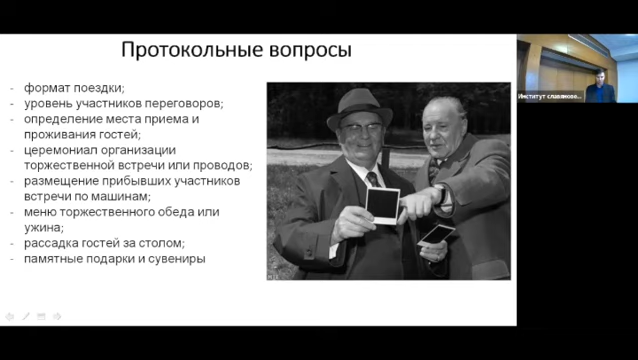 Протокольные вопросы
- формат поездки;
- уровень участников переговоров;
- определение места приема и
проживания гостей;
- церемониал организации
торжественной встречи или проводов;
- размещение прибывших участников
встречи по машинам;
- меню торжественного обеда или
ужина;
- рассадка гостей за столом;
- памятные подарки и сувениры
Институт славяново...